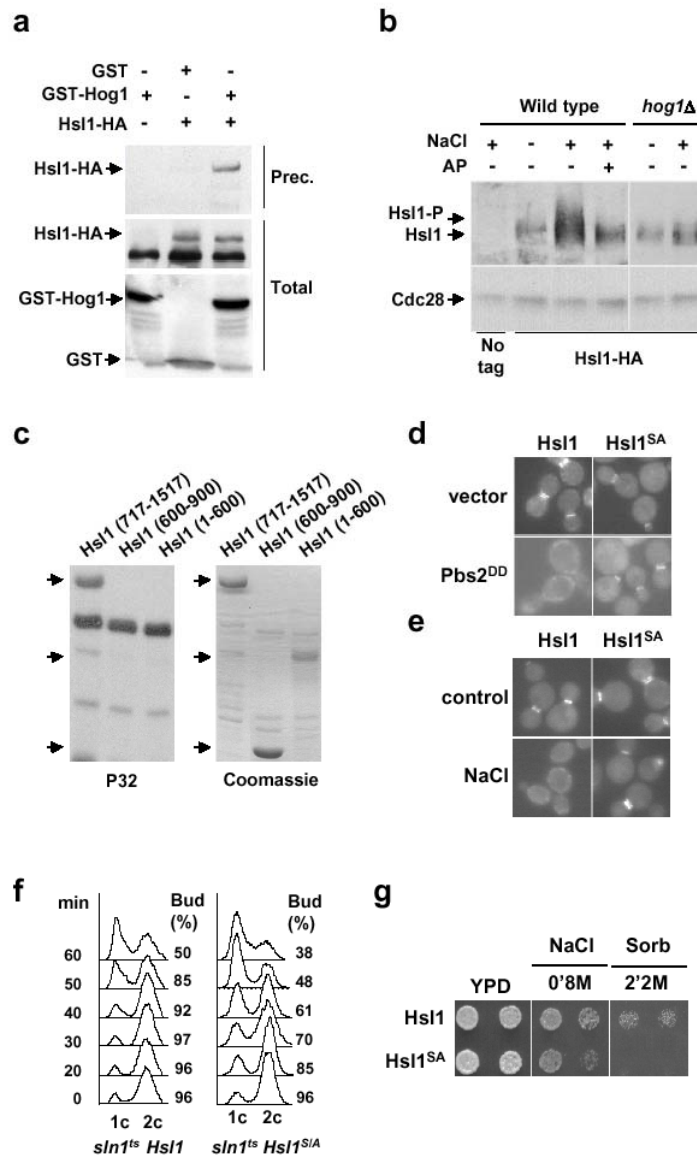 a
GST - + -
GST-Hog1 + - +
Hsl1-HA - + +
Hsl1-HA
Prec.
Hsl1-HA
GST-Hog1
Total
GST
b
Wild type hog1Δ
NaCl + - + + - +
AP +
Hsl1-P
Hsl1
Cdc28
No tag
Hsl1-HA
c
Hsl1 (717-1517)
Hsl1 (600-900)
Hsl1 (1-600)
Hsl1 (717-1517)
Hsl1 (600-900)
Hsl1 (1-600)
P32 Coomassie
d
Hsl1 Hsl1SA
vector
Pbs2DD
e
Hsl1 Hsl1SA
control
NaCl
f
min Bud (%) Bud (%)
60 50 38
50 85 48
40 92 61
30 97 70
20 96 85
0 96 96
1c 2c 1c 2c
sln1ts Hsl1 sln1ts Hsl1S/A
g
NaCl Sorb
YPD 0'8M 2'2M
Hsl1
Hsl1SA